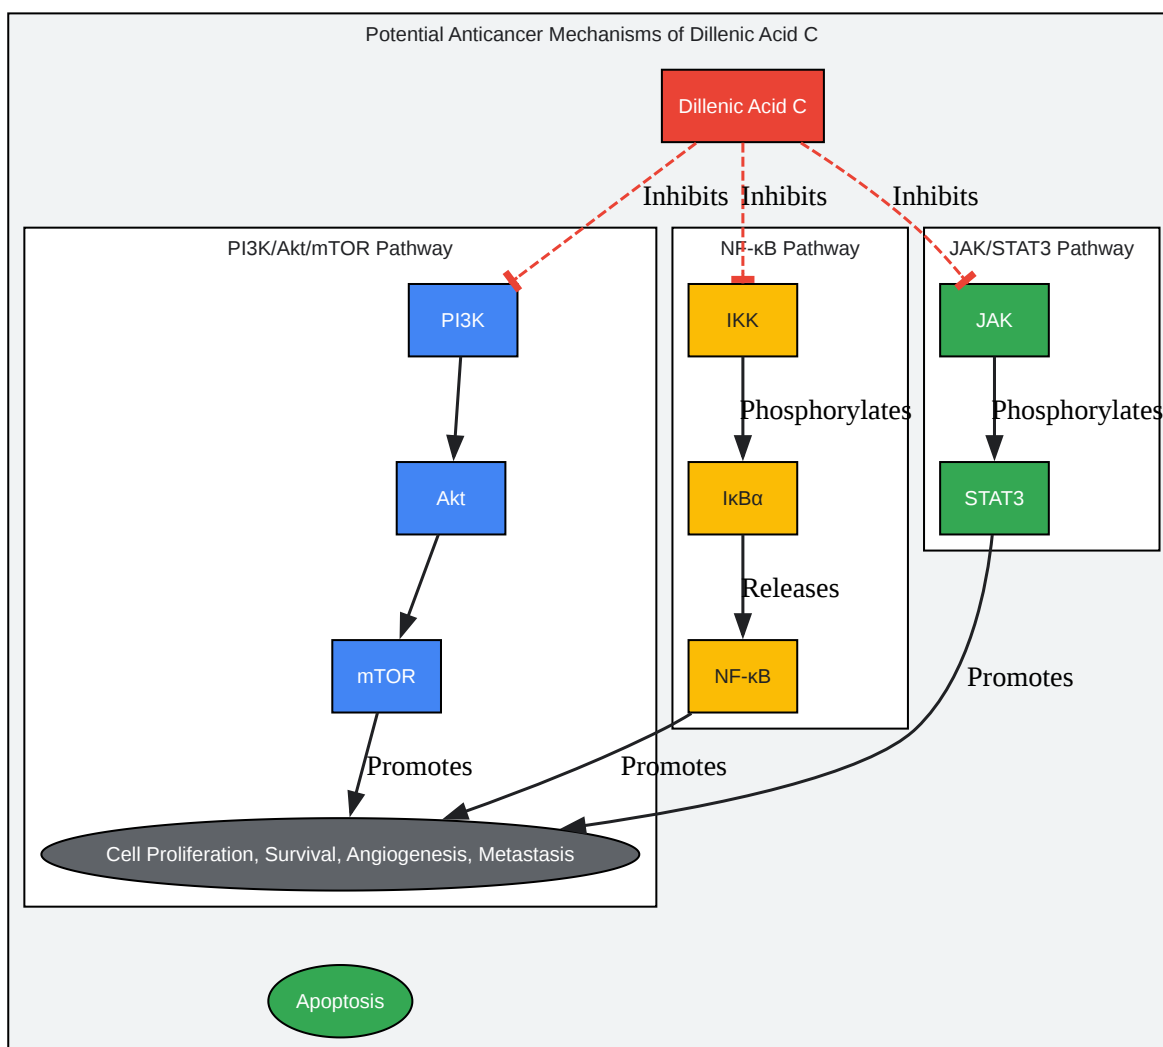 Potential Anticancer Mechanisms of Dillenic Acid C
Dillenic Acid C
Inhibits
Inhibits
Inhibits
PI3K/Akt/mTOR Pathway
NF-κB Pathway
JAK/STAT3 Pathway
PI3K
IKK
JAK
Phosphorylates
Phosphorylates
Akt
IκBα
STAT3
Releases
mTOR
NF-κB
Promotes
Promotes
Promotes
Cell Proliferation, Survival, Angiogenesis, Metastasis
Apoptosis